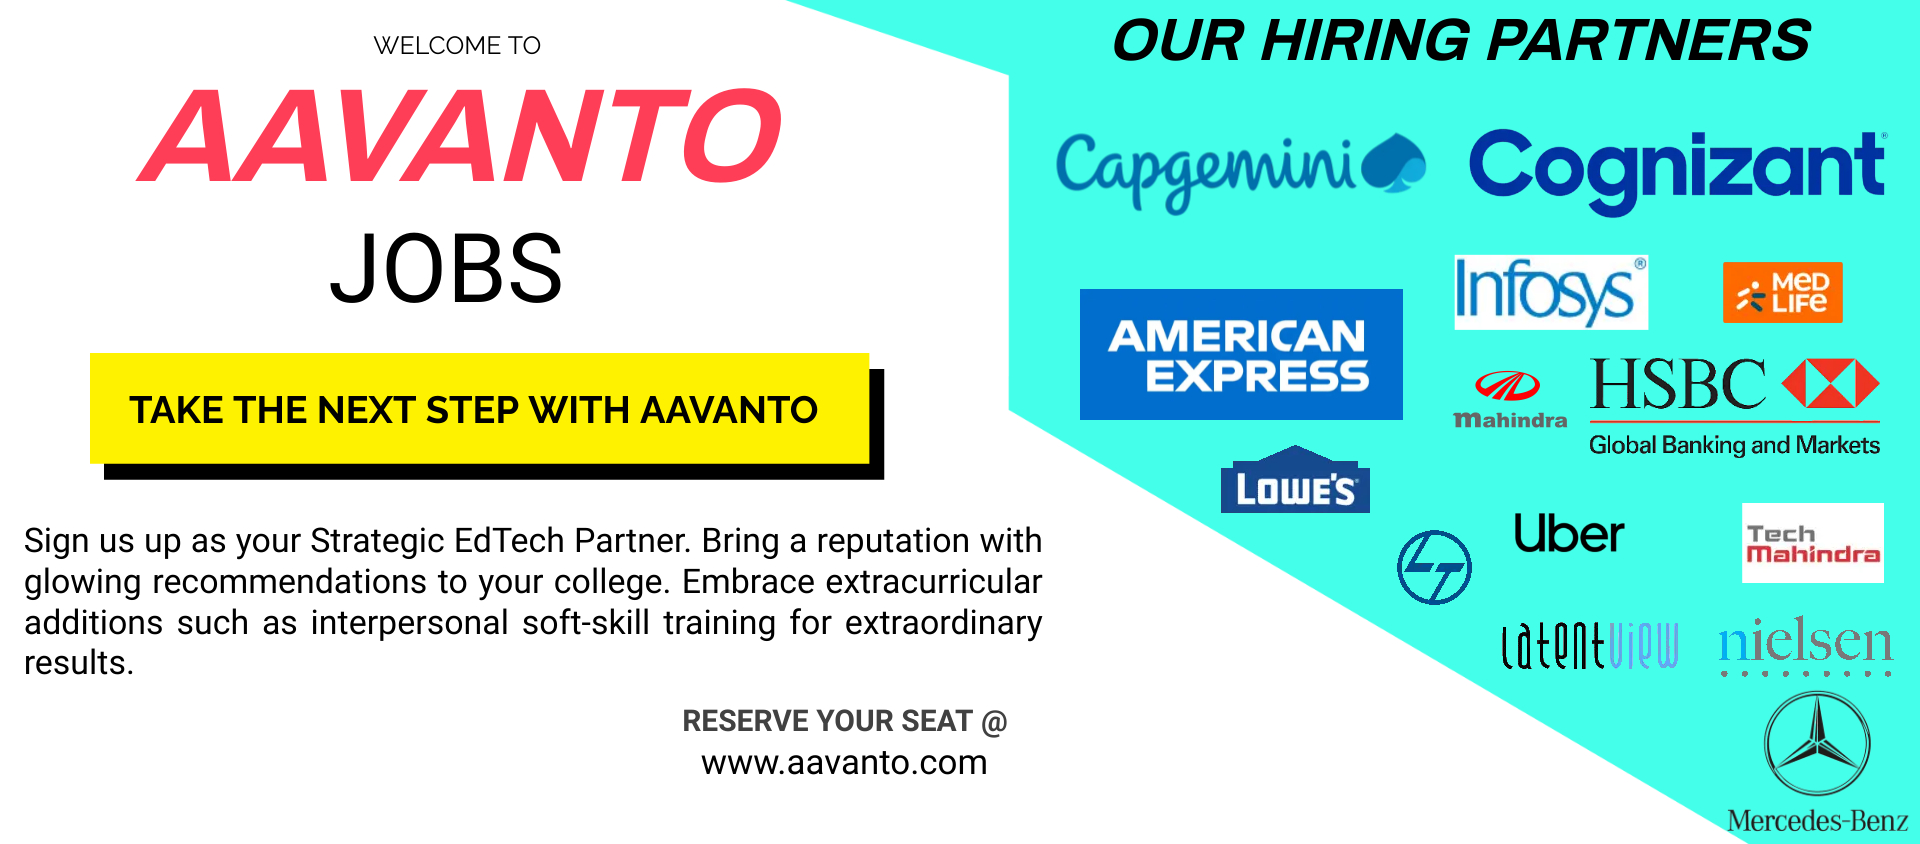 WELCOME TO
AAVANTO
JOBS
TAKE THE NEXT STEP WITH AAVANTO
Sign us up as your Strategic EdTech Partner. Bring a reputation with
glowing recommendations to your college. Embrace extracurricular
additions such as interpersonal soft-skill training for extraordinary
results.
RESERVE YOUR SEAT @
www.aavanto.com
OUR HIRING PARTNERS
Capgemini
Cognizant®
Infosys®
MeD
LIFe
AMERICAN
EXPRESS
mahindra
HSBC
Global Banking and Markets
LOWE'S
LT
Uber
Tech
Mahindra
latentview
nielsen
Mercedes-Benz